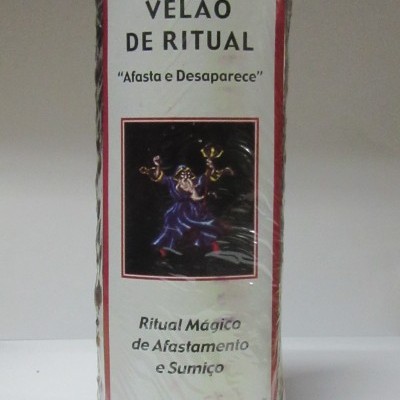 VELÃO
DE RITUAL
"Afasta e Desaparece"
Ritual Mágico
de Afastamento
e Sumiço